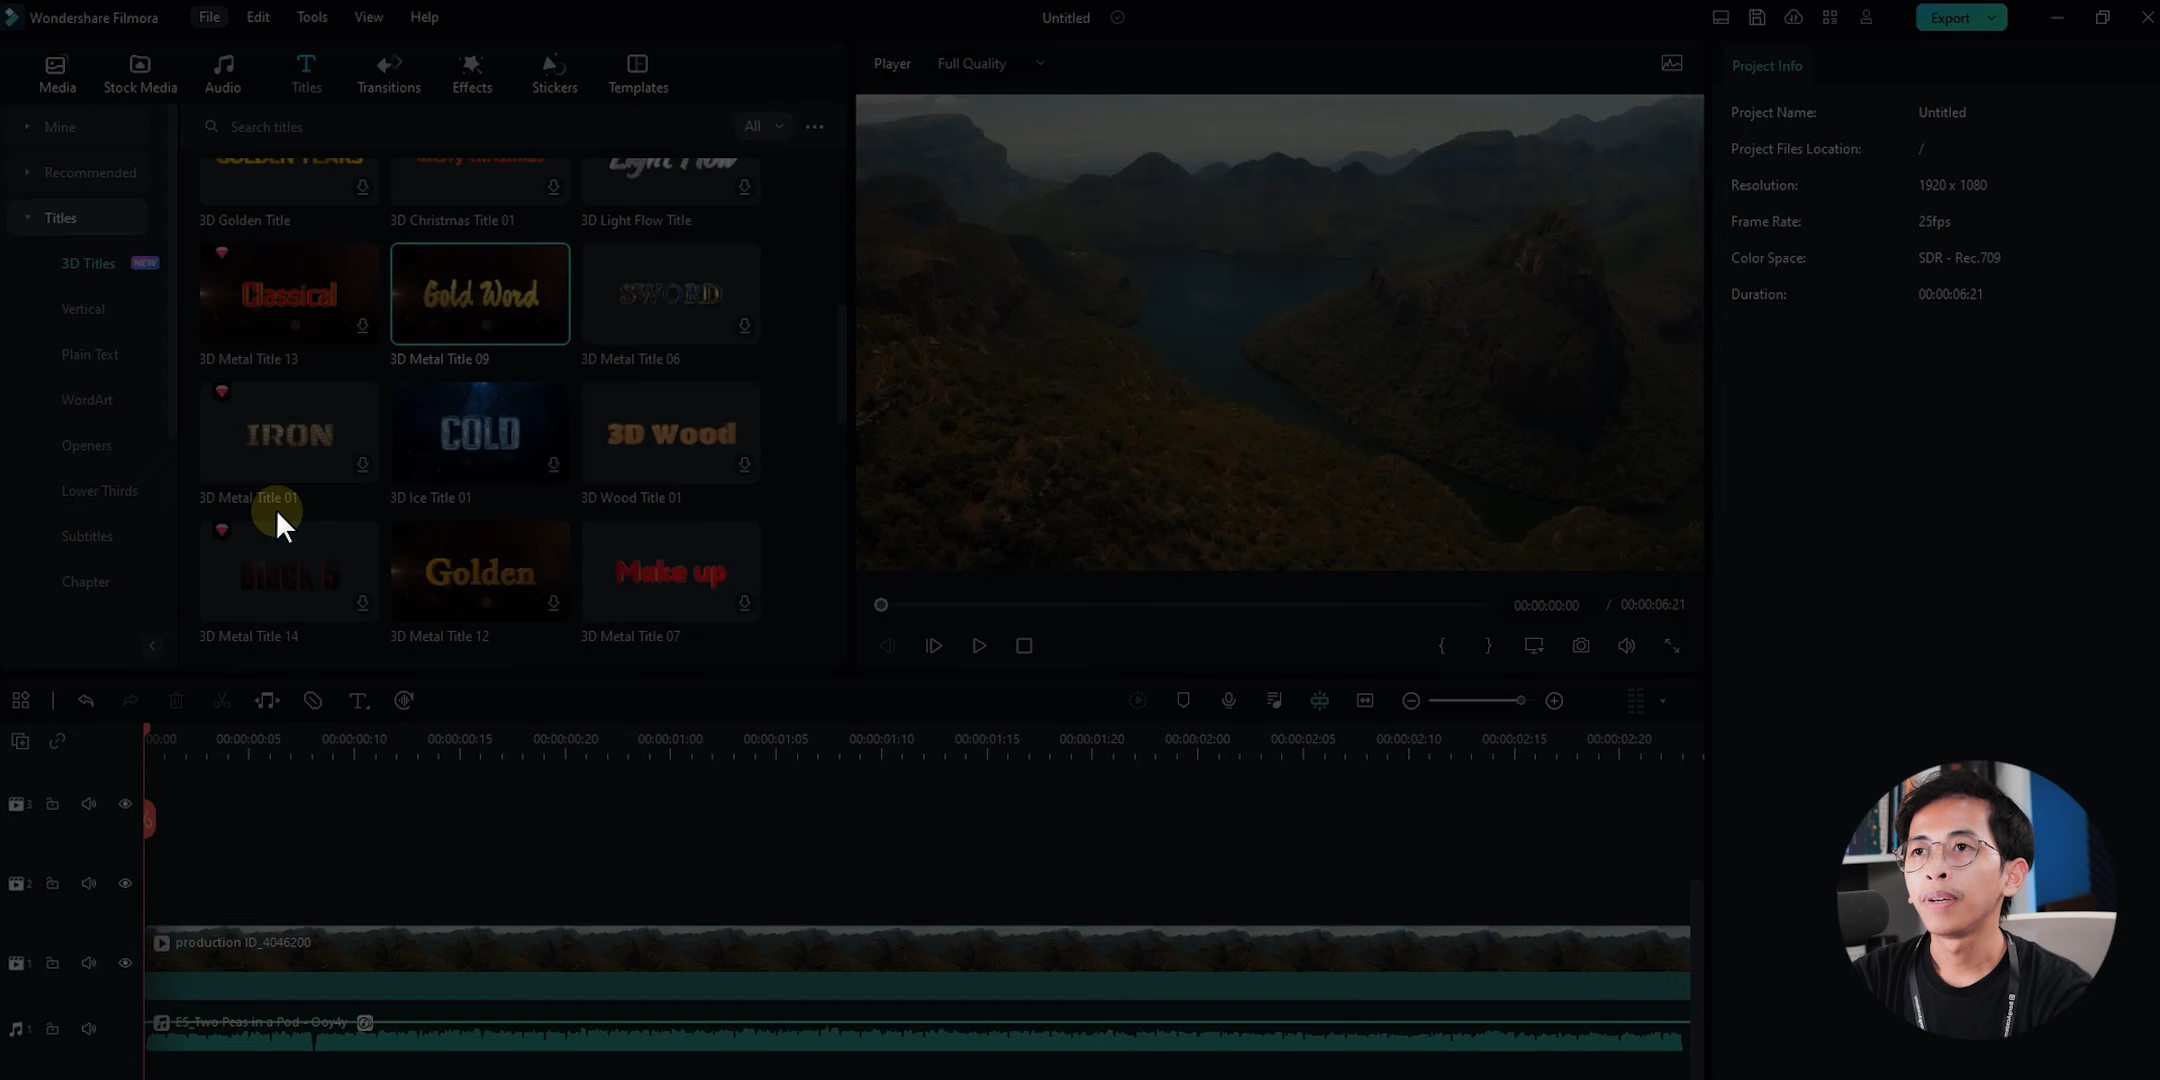 Wondershare Filmora File Edit Tools View Help Untitled Export
Media Stock Media Audio Titles Transitions Effects Stickers Templates
Player Full Quality
Project Info
Mine
Recommended
Titles
3D Titles NEW
Vertical
Plain Text
WordArt
Openers
Lower Thirds
Subtitles
Chapter
Search titles All
GOLDEN YEARS Merry Christmas Light Flow
3D Golden Title 3D Christmas Title 01 3D Light Flow Title
Classical Gold Word SWORD
3D Metal Title 13 3D Metal Title 09 3D Metal Title 06
IRON COLD 3D Wood
3D Metal Title 01 3D Ice Title 01 3D Wood Title 01
Golden Make up
3D Metal Title 14 3D Metal Title 12 3D Metal Title 07
00:00:00:00 / 00:00:06:21
{ }
Project Name: Untitled
Project Files Location: /
Resolution: 1920 x 1080
Frame Rate: 25fps
Color Space: SDR - Rec.709
Duration: 00:00:06:21
00:00 00:00:00:05 00:00:00:10 00:00:00:15 00:00:00:20 00:00:01:00 00:00:01:05 00:00:01:10 00:00:01:15 00:00:01:20 00:00:02:00 00:00:02:05 00:00:02:10 00:00:02:15 00:00:02:20
3
2
1 production ID_4046200
1 ES_Two Peas in a Pod - Ooy4y